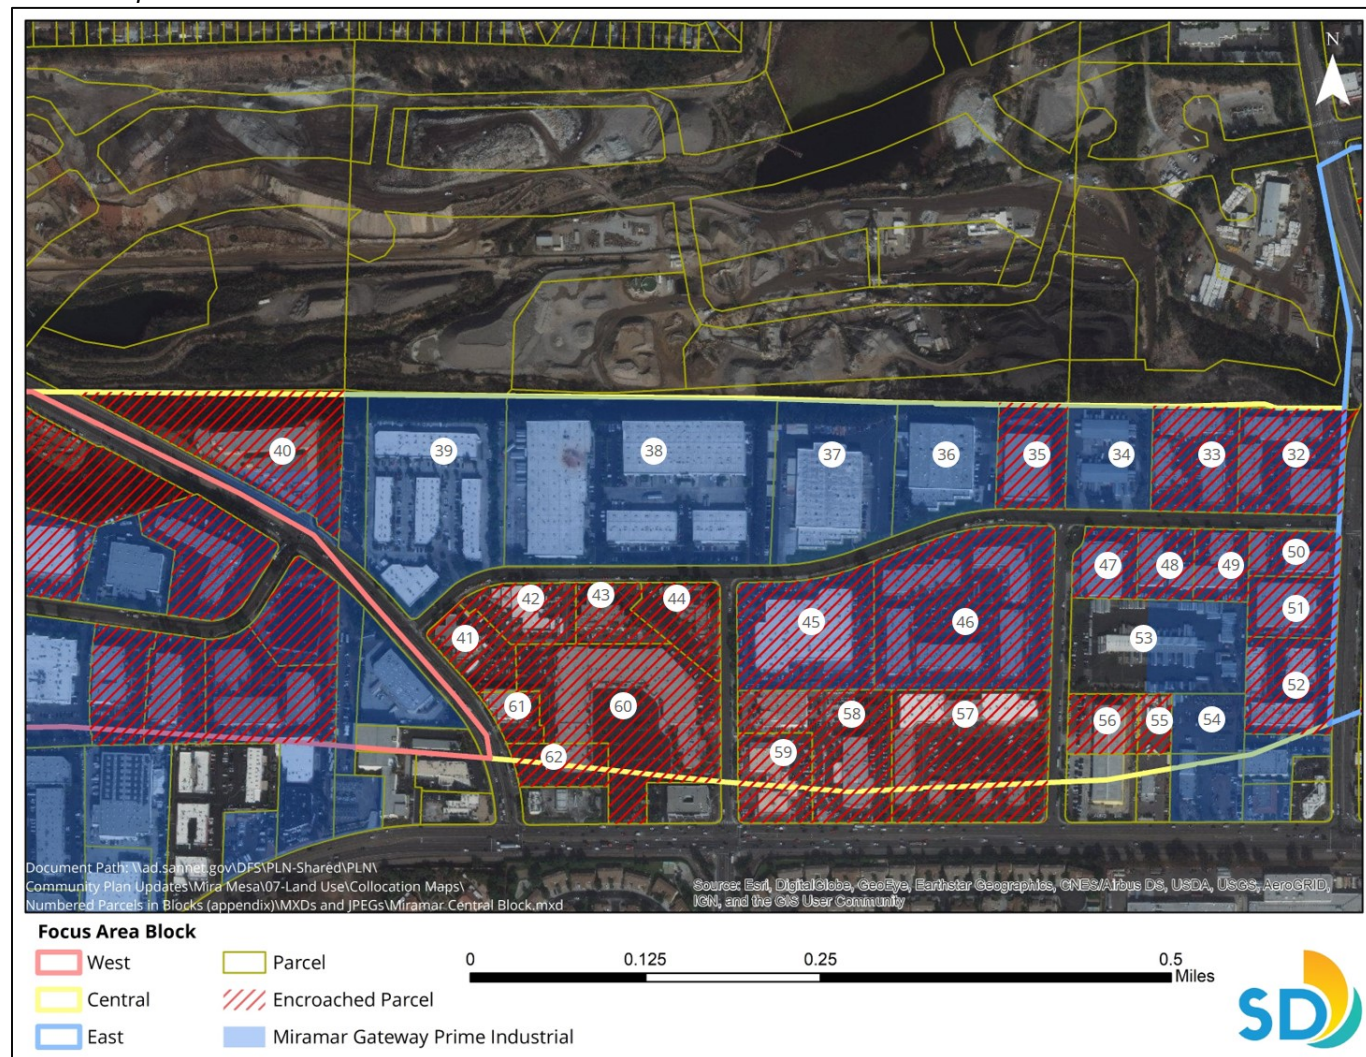 N
40
39
38
37
36
35
34
33
32
42
43
44
41
45
46
47
48
49
50
51
53
52
61
60
62
59
58
57
56
55
54
Document Path: \\ad.sannet.gov\DFS\PLN-Shared\PLN\
Community Plan Updates\Mira Mesa\07-Land Use\Collocation Maps\
Numbered Parcels in Blocks (appendix)\MXDs and JPEGs\Miramar Central Block.mxd
Source: Esri, DigitalGlobe, GeoEye, Earthstar Geographics, CNES/Airbus DS, USDA, USGS, AeroGRID,
IGN, and the GIS User Community
Focus Area Block
West
Central
East
Parcel
Encroached Parcel
Miramar Gateway Prime Industrial
0 0.125 0.25 0.5
Miles
SD